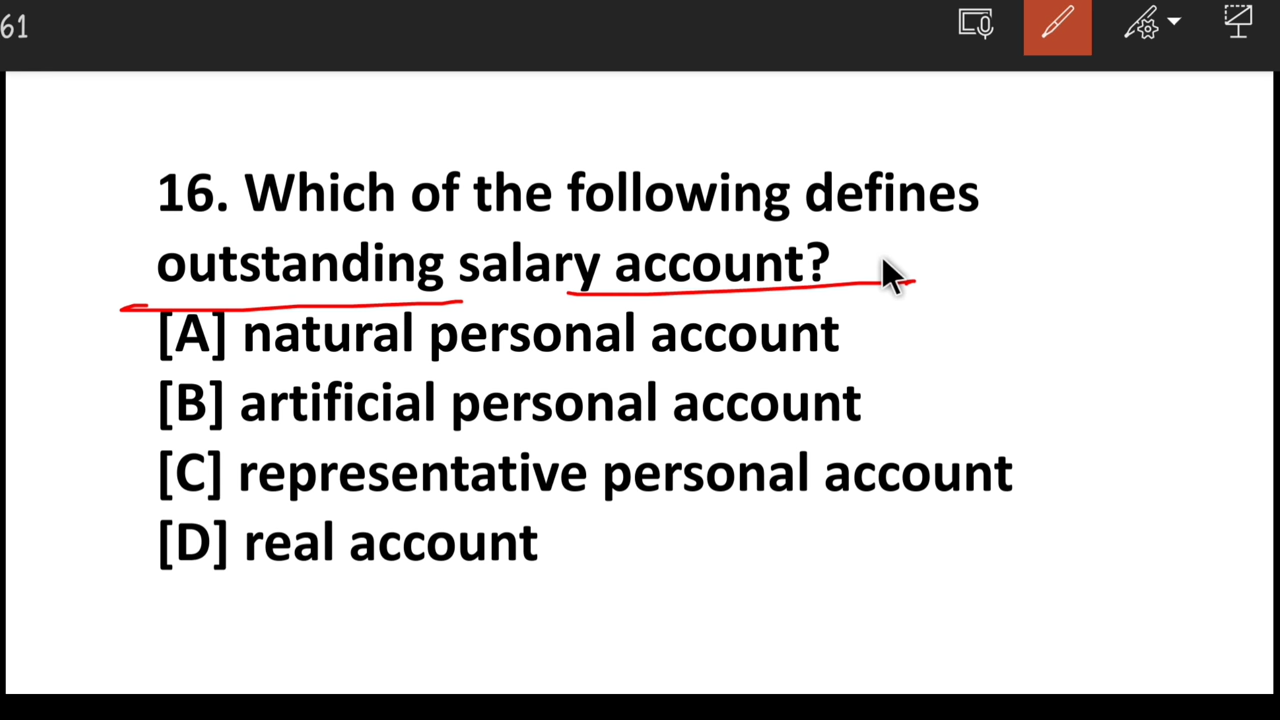 61
16. Which of the following defines
outstanding salary account?
[A] natural personal account
[B] artificial personal account
[C] representative personal account
[D] real account